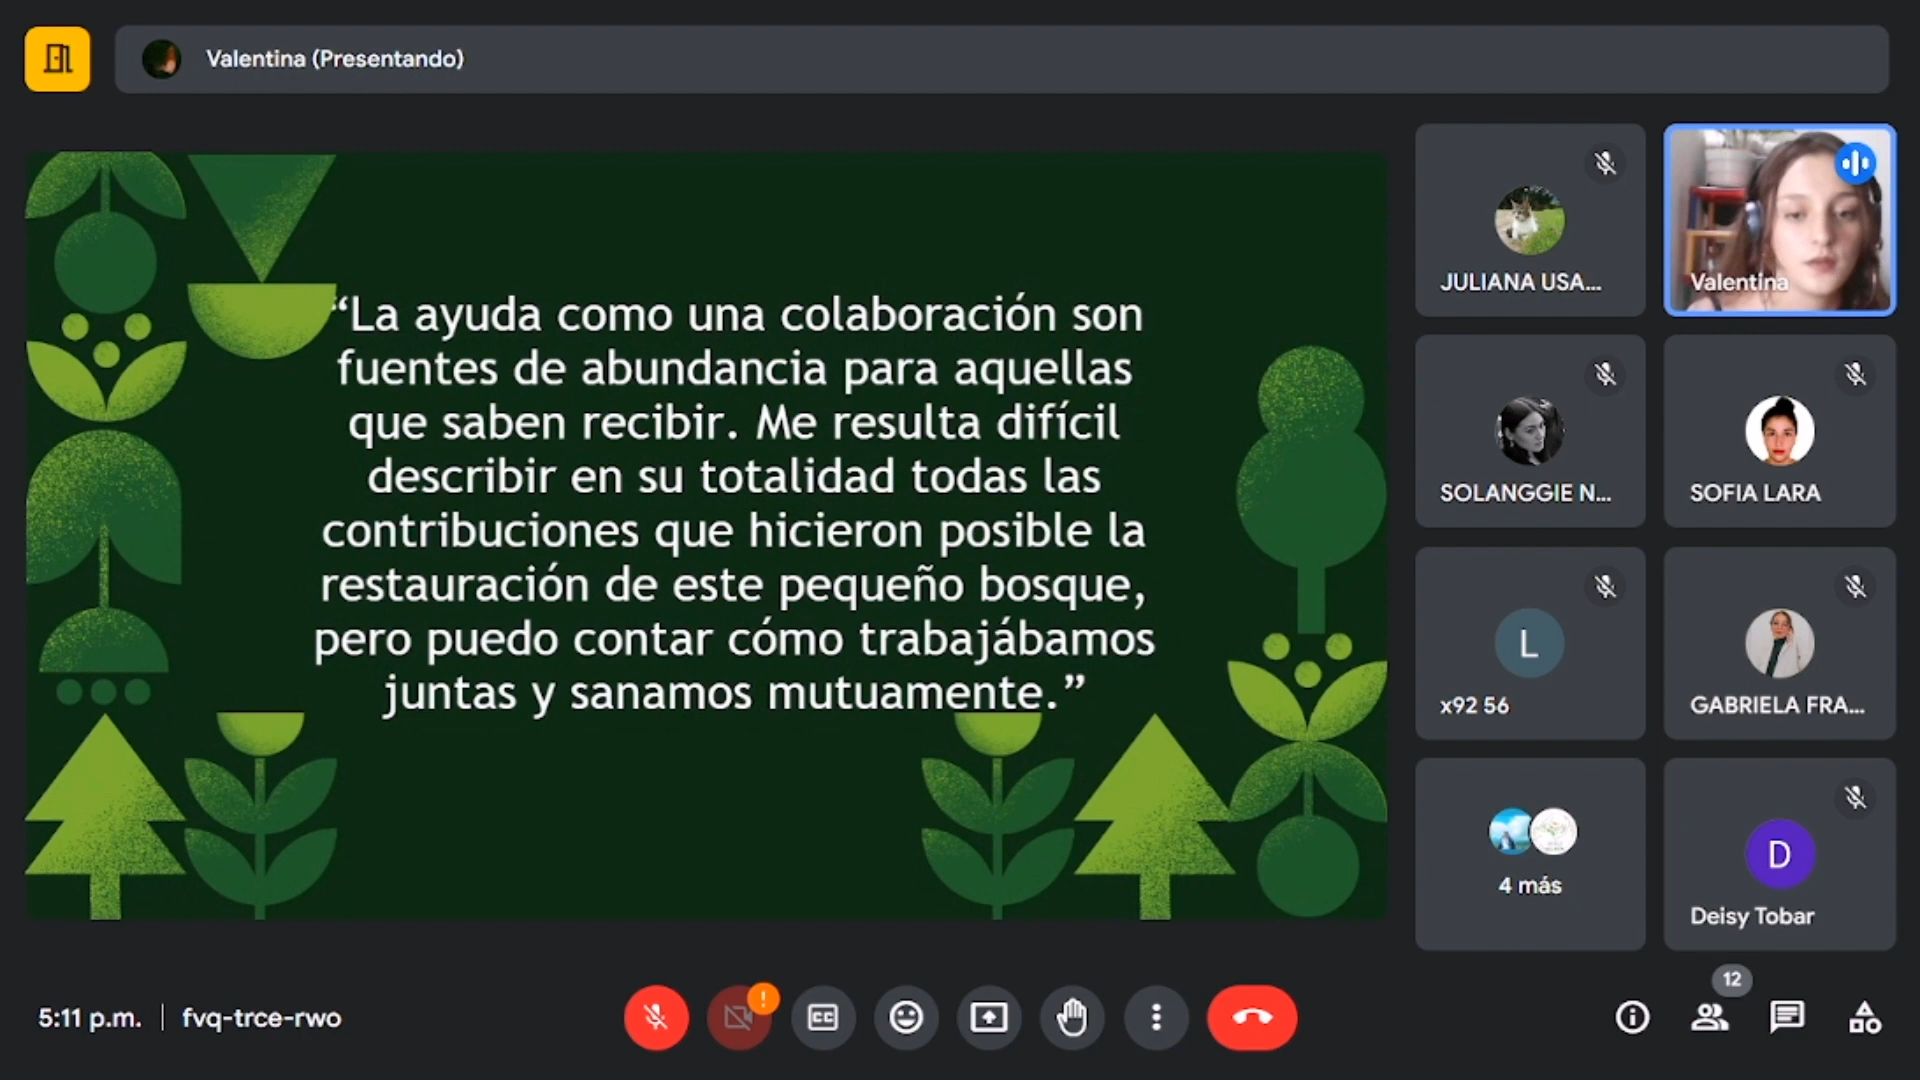 Valentina (Presentando)
“La ayuda como una colaboración son
fuentes de abundancia para aquellas
que saben recibir. Me resulta difícil
describir en su totalidad todas las
contribuciones que hicieron posible la
restauración de este pequeño bosque,
pero puedo contar cómo trabajábamos
juntas y sanamos mutuamente.”
JULIANA USA...
Valentina
SOLANGGIE N...
SOFIA LARA
L
x92 56
GABRIELA FRA...
4 más
D
Deisy Tobar
5:11 p.m.
fvq-trce-rwo
!
CC
12